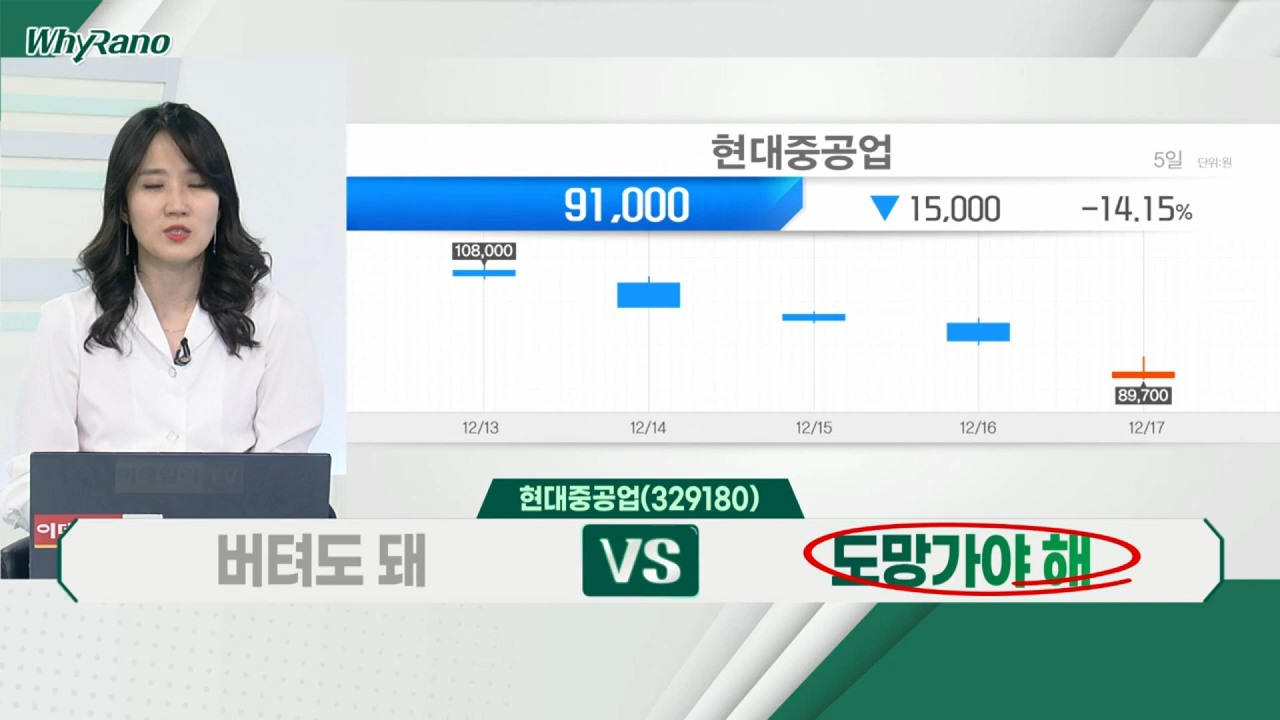 WhyRano
현대중공업
5일 단위:원
91,000 ▼ 15,000 -14.15%
108,000
89,700
12/13 12/14 12/15 12/16 12/17
현대중공업(329180)
버텨도 돼 VS 도망가야 해